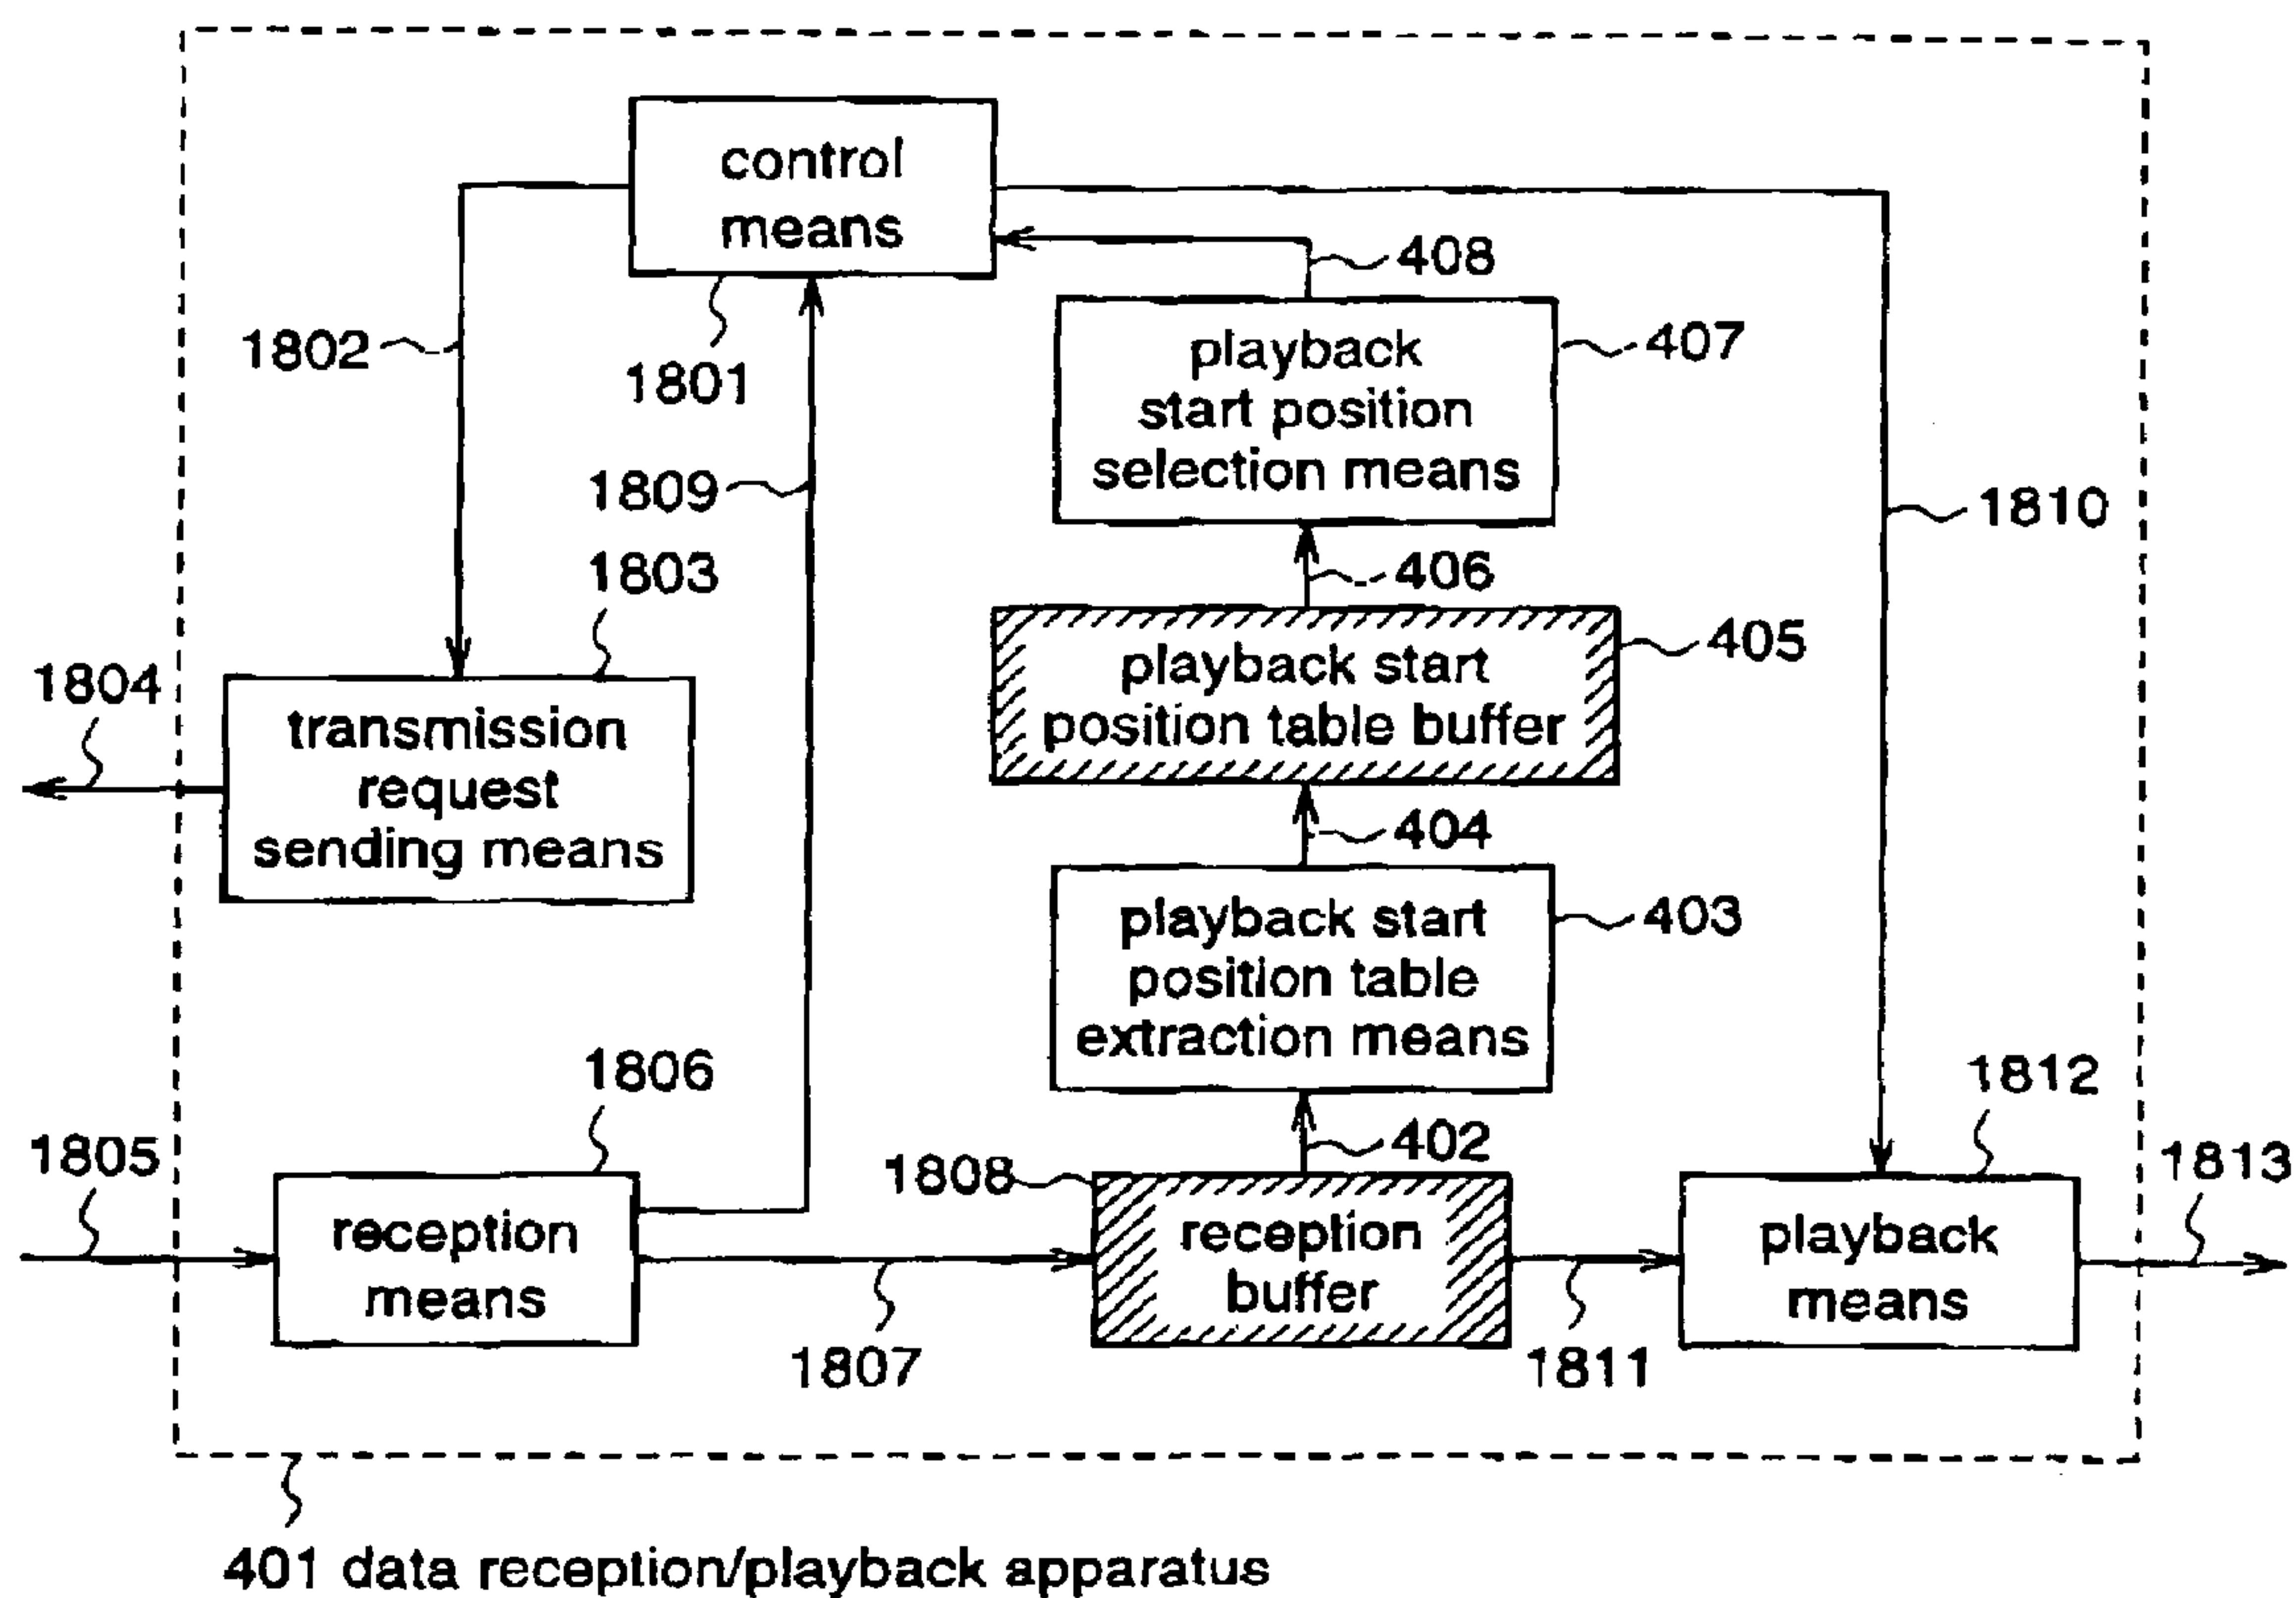 control
means
408
1802
1801
playback
start position
selection means
407
1809
1810
1803
406
playback start
position table buffer
405
1804
transmission
request
sending means
404
playback start
position table
extraction means
403
1806
1812
1805
402
1813
1808
reception
means
reception
buffer
playback
means
1807
1811
401 data reception/playback apparatus